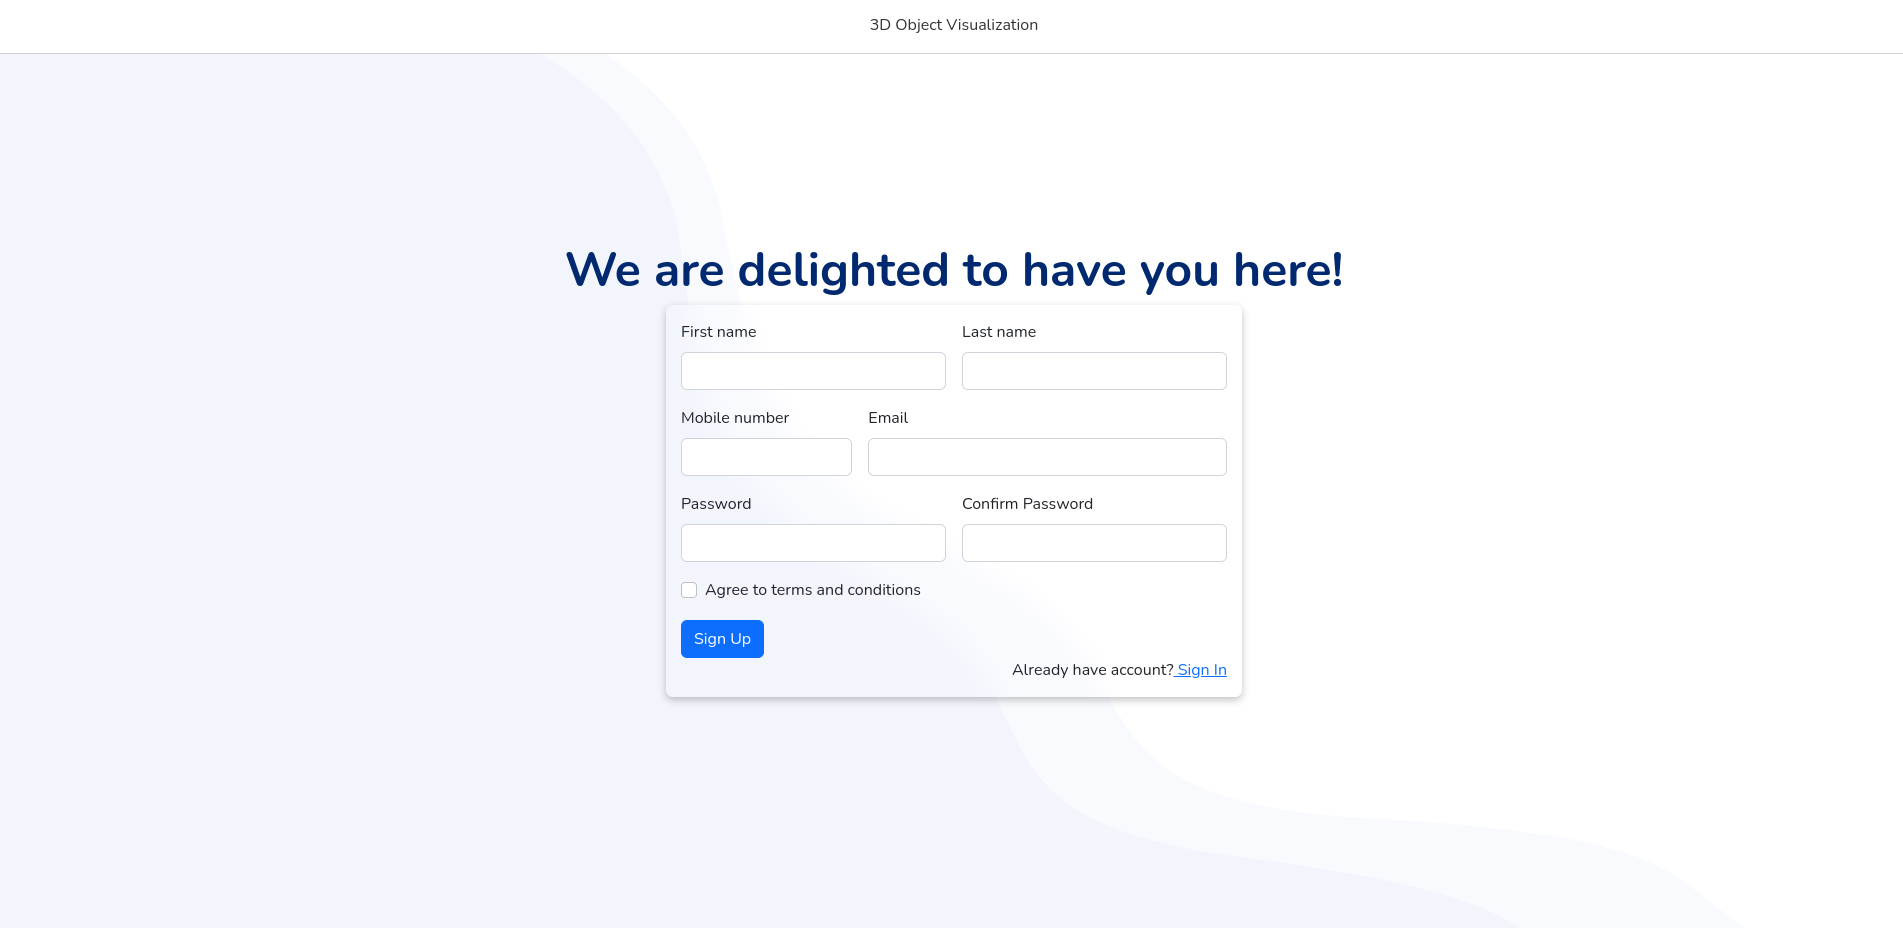 3D Object Visualization
We are delighted to have you here!
First name
Last name
Mobile number
Email
Password
Confirm Password
Agree to terms and conditions
Sign Up
Already have account? Sign In